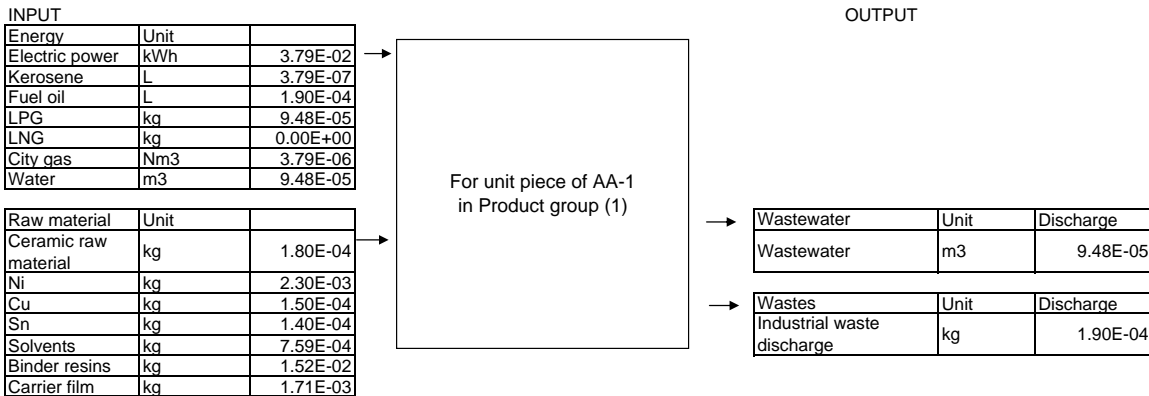 INPUT
OUTPUT
Energy Unit
Electric power kWh 3.79E-02
Kerosene L 3.79E-07
Fuel oil L 1.90E-04
LPG kg 9.48E-05
LNG kg 0.00E+00
City gas Nm3 3.79E-06
Water m3 9.48E-05
For unit piece of AA-1
in Product group (1)
Raw material Unit
Ceramic raw
material kg 1.80E-04
Ni kg 2.30E-03
Cu kg 1.50E-04
Sn kg 1.40E-04
Solvents kg 7.59E-04
Binder resins kg 1.52E-02
Carrier film kg 1.71E-03
Wastewater Unit Discharge
Wastewater m3 9.48E-05
Wastes Unit Discharge
Industrial waste
discharge kg 1.90E-04